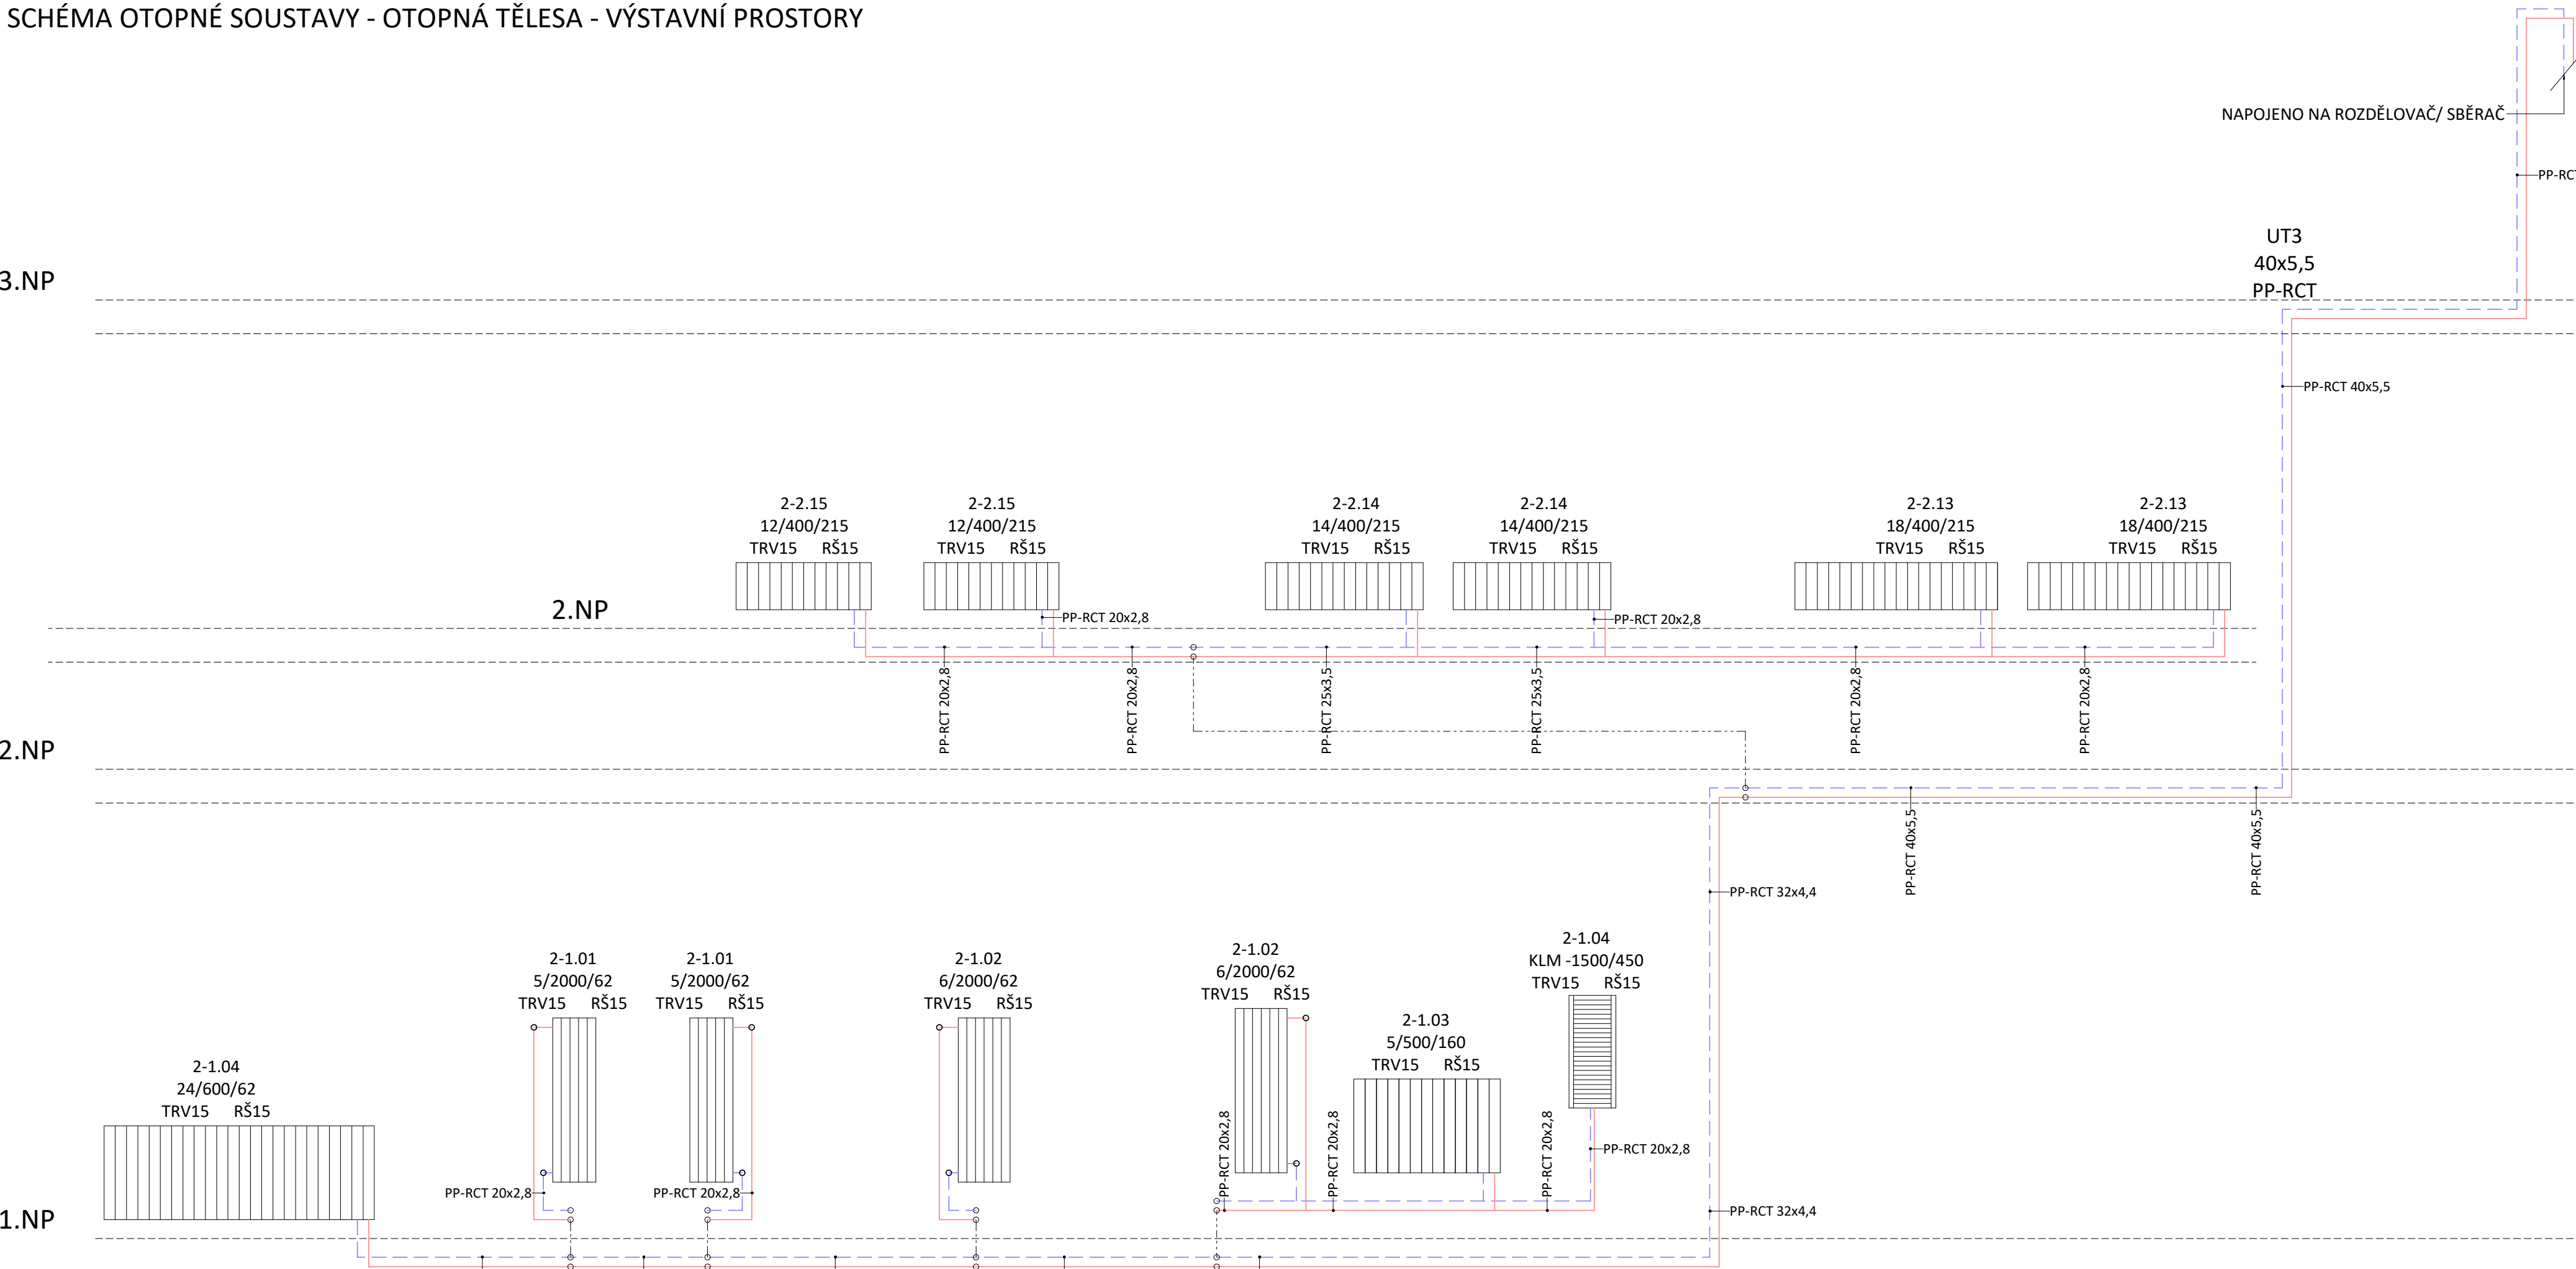 SCHÉMA OTOPNÉ SOUSTAVY - OTOPNÁ TĚLESA - VÝSTAVNÍ PROSTORY
NAPOJENO NA ROZDĚLOVAČ/ SBĚRAČ
PP-RCT
UT3
40x5,5
PP-RCT
3.NP
PP-RCT 40x5,5
2-2.15
12/400/215
TRV15 RŠ15
2-2.15
12/400/215
TRV15 RŠ15
2-2.14
14/400/215
TRV15 RŠ15
2-2.14
14/400/215
TRV15 RŠ15
2-2.13
18/400/215
TRV15 RŠ15
2-2.13
18/400/215
TRV15 RŠ15
2.NP
PP-RCT 20x2,8
PP-RCT 20x2,8
PP-RCT 20x2,8
PP-RCT 20x2,8
PP-RCT 25x3,5
PP-RCT 25x3,5
PP-RCT 20x2,8
PP-RCT 20x2,8
2.NP
PP-RCT 40x5,5
PP-RCT 40x5,5
PP-RCT 32x4,4
2-1.04
24/600/62
TRV15 RŠ15
2-1.01
5/2000/62
TRV15 RŠ15
2-1.01
5/2000/62
TRV15 RŠ15
2-1.02
6/2000/62
TRV15 RŠ15
2-1.02
6/2000/62
TRV15 RŠ15
2-1.03
5/500/160
TRV15 RŠ15
2-1.04
KLM -1500/450
TRV15 RŠ15
PP-RCT 20x2,8
PP-RCT 20x2,8
PP-RCT 20x2,8
PP-RCT 20x2,8
PP-RCT 20x2,8
PP-RCT 20x2,8
1.NP
PP-RCT 32x4,4